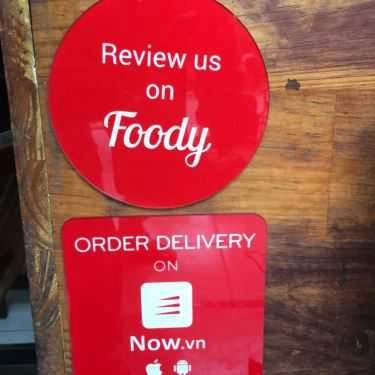 Review us
on
Foody
ORDER DELIVERY
ON
Now.vn